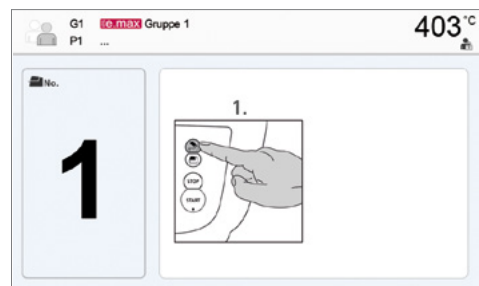 G1 e.max Gruppe 1
P1 ...
403°C
No.
1
1.
STOP
START